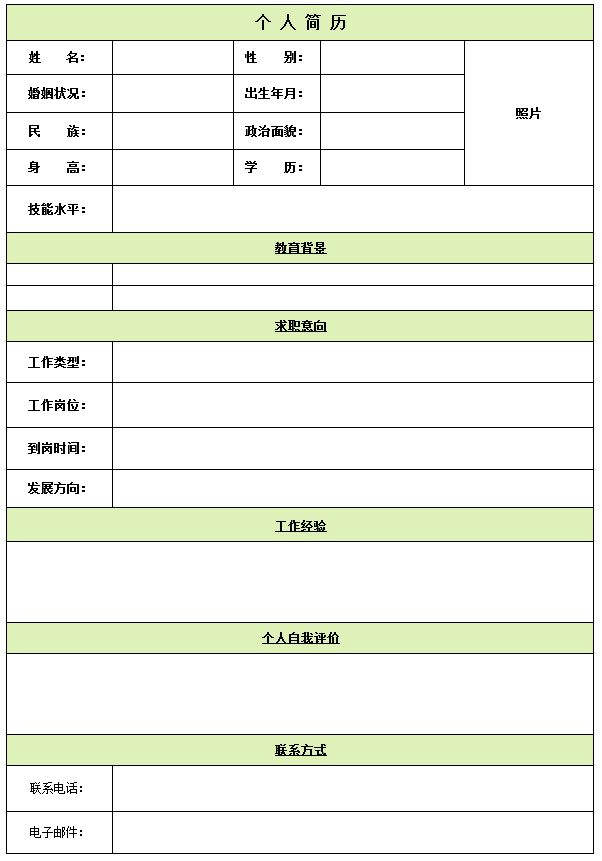 个 人 简 历
姓　　名： 性　　别：
婚姻状况： 出生年月：
照片
民　　族： 政治面貌：
身　　高： 学　　历：
技能水平：
教育背景
求职意向
工作类型：
工作岗位：
到岗时间：
发展方向：
工作经验
个人自我评价
联系方式
联系电话：
电子邮件：